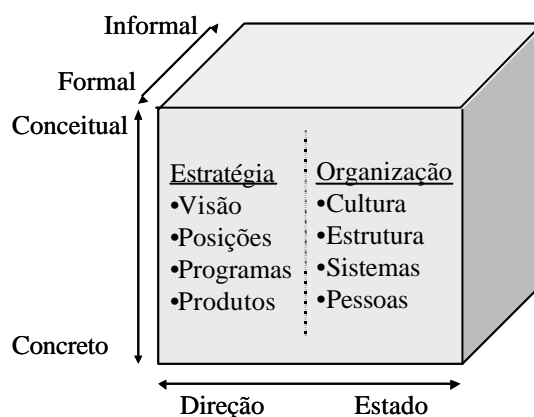 Informal
Formal
Conceitual
Estratégia
•Visão
•Posições
•Programas
•Produtos
Organização
•Cultura
•Estrutura
•Sistemas
•Pessoas
Concreto
Direção
Estado